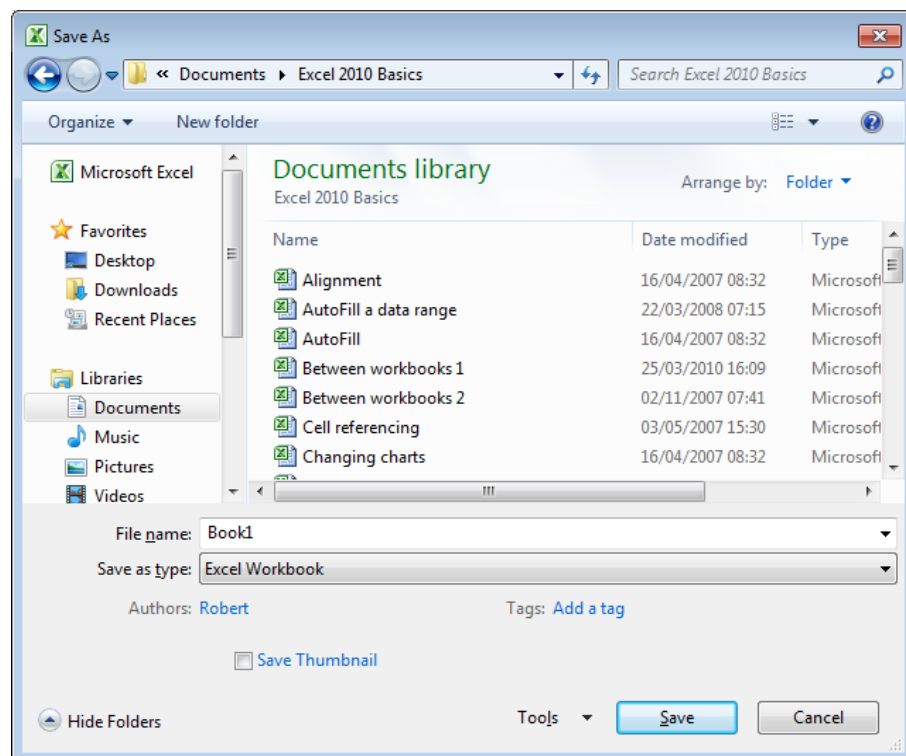 Save As
« Documents ▸ Excel 2010 Basics
Search Excel 2010 Basics
Organize
New folder
Microsoft Excel
Favorites
Desktop
Downloads
Recent Places
Libraries
Documents
Music
Pictures
Videos
Documents library
Excel 2010 Basics
Arrange by: Folder
Name Date modified Type
Alignment 16/04/2007 08:32 Microsoft
AutoFill a data range 22/03/2008 07:15 Microsoft
AutoFill 16/04/2007 08:32 Microsoft
Between workbooks 1 25/03/2010 16:09 Microsoft
Between workbooks 2 02/11/2007 07:41 Microsoft
Cell referencing 03/05/2007 15:30 Microsoft
Changing charts 16/04/2007 08:32 Microsoft
File name: Book1
Save as type: Excel Workbook
Authors: Robert Tags: Add a tag
Save Thumbnail
Hide Folders Tools Save Cancel